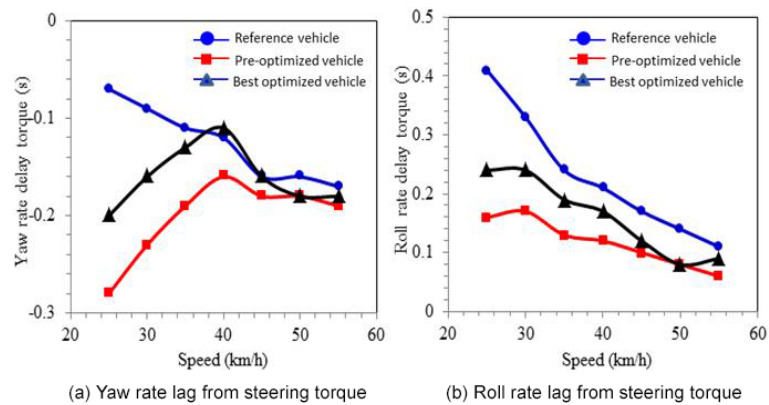 0
-0.1
-0.2
-0.3
Yaw rate delay torque (s)
Reference vehicle
Pre-optimized vehicle
Best optimized vehicle
20
30
40
50
60
Speed (km/h)
(a) Yaw rate lag from steering torque
0.5
0.4
0.3
0.2
0.1
0
Roll rate delay torque (s)
Reference vehicle
Pre-optimized vehicle
Best optimized vehicle
20
30
40
50
60
Speed (km/h)
(b) Roll rate lag from steering torque